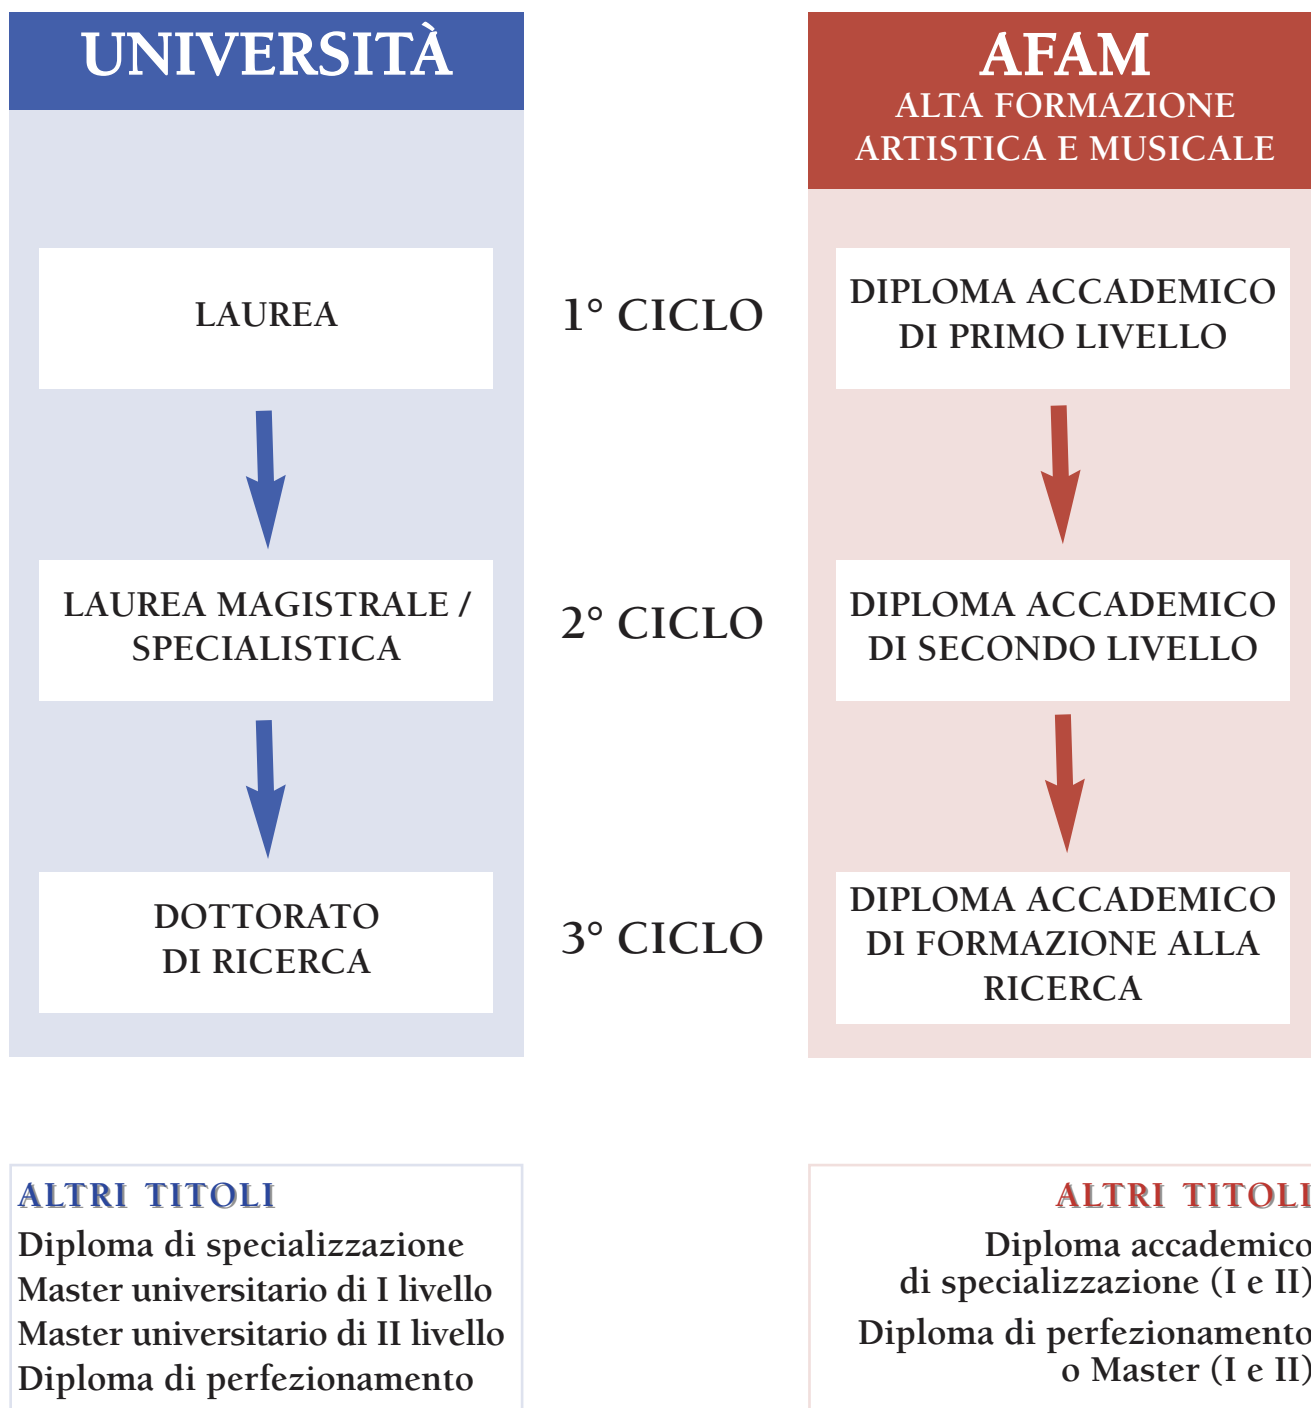 UNIVERSITÀ
AFAM
ALTA FORMAZIONE
ARTISTICA E MUSICALE
LAUREA
1° CICLO
DIPLOMA ACCADEMICO
DI PRIMO LIVELLO
LAUREA MAGISTRALE /
SPECIALISTICA
2° CICLO
DIPLOMA ACCADEMICO
DI SECONDO LIVELLO
DOTTORATO
DI RICERCA
3° CICLO
DIPLOMA ACCADEMICO
DI FORMAZIONE ALLA
RICERCA
ALTRI TITOLI
Diploma di specializzazione
Master universitario di I livello
Master universitario di II livello
Diploma di perfezionamento
ALTRI TITOLI
Diploma accademico
di specializzazione (I e II)
Diploma di perfezionamento
o Master (I e II)